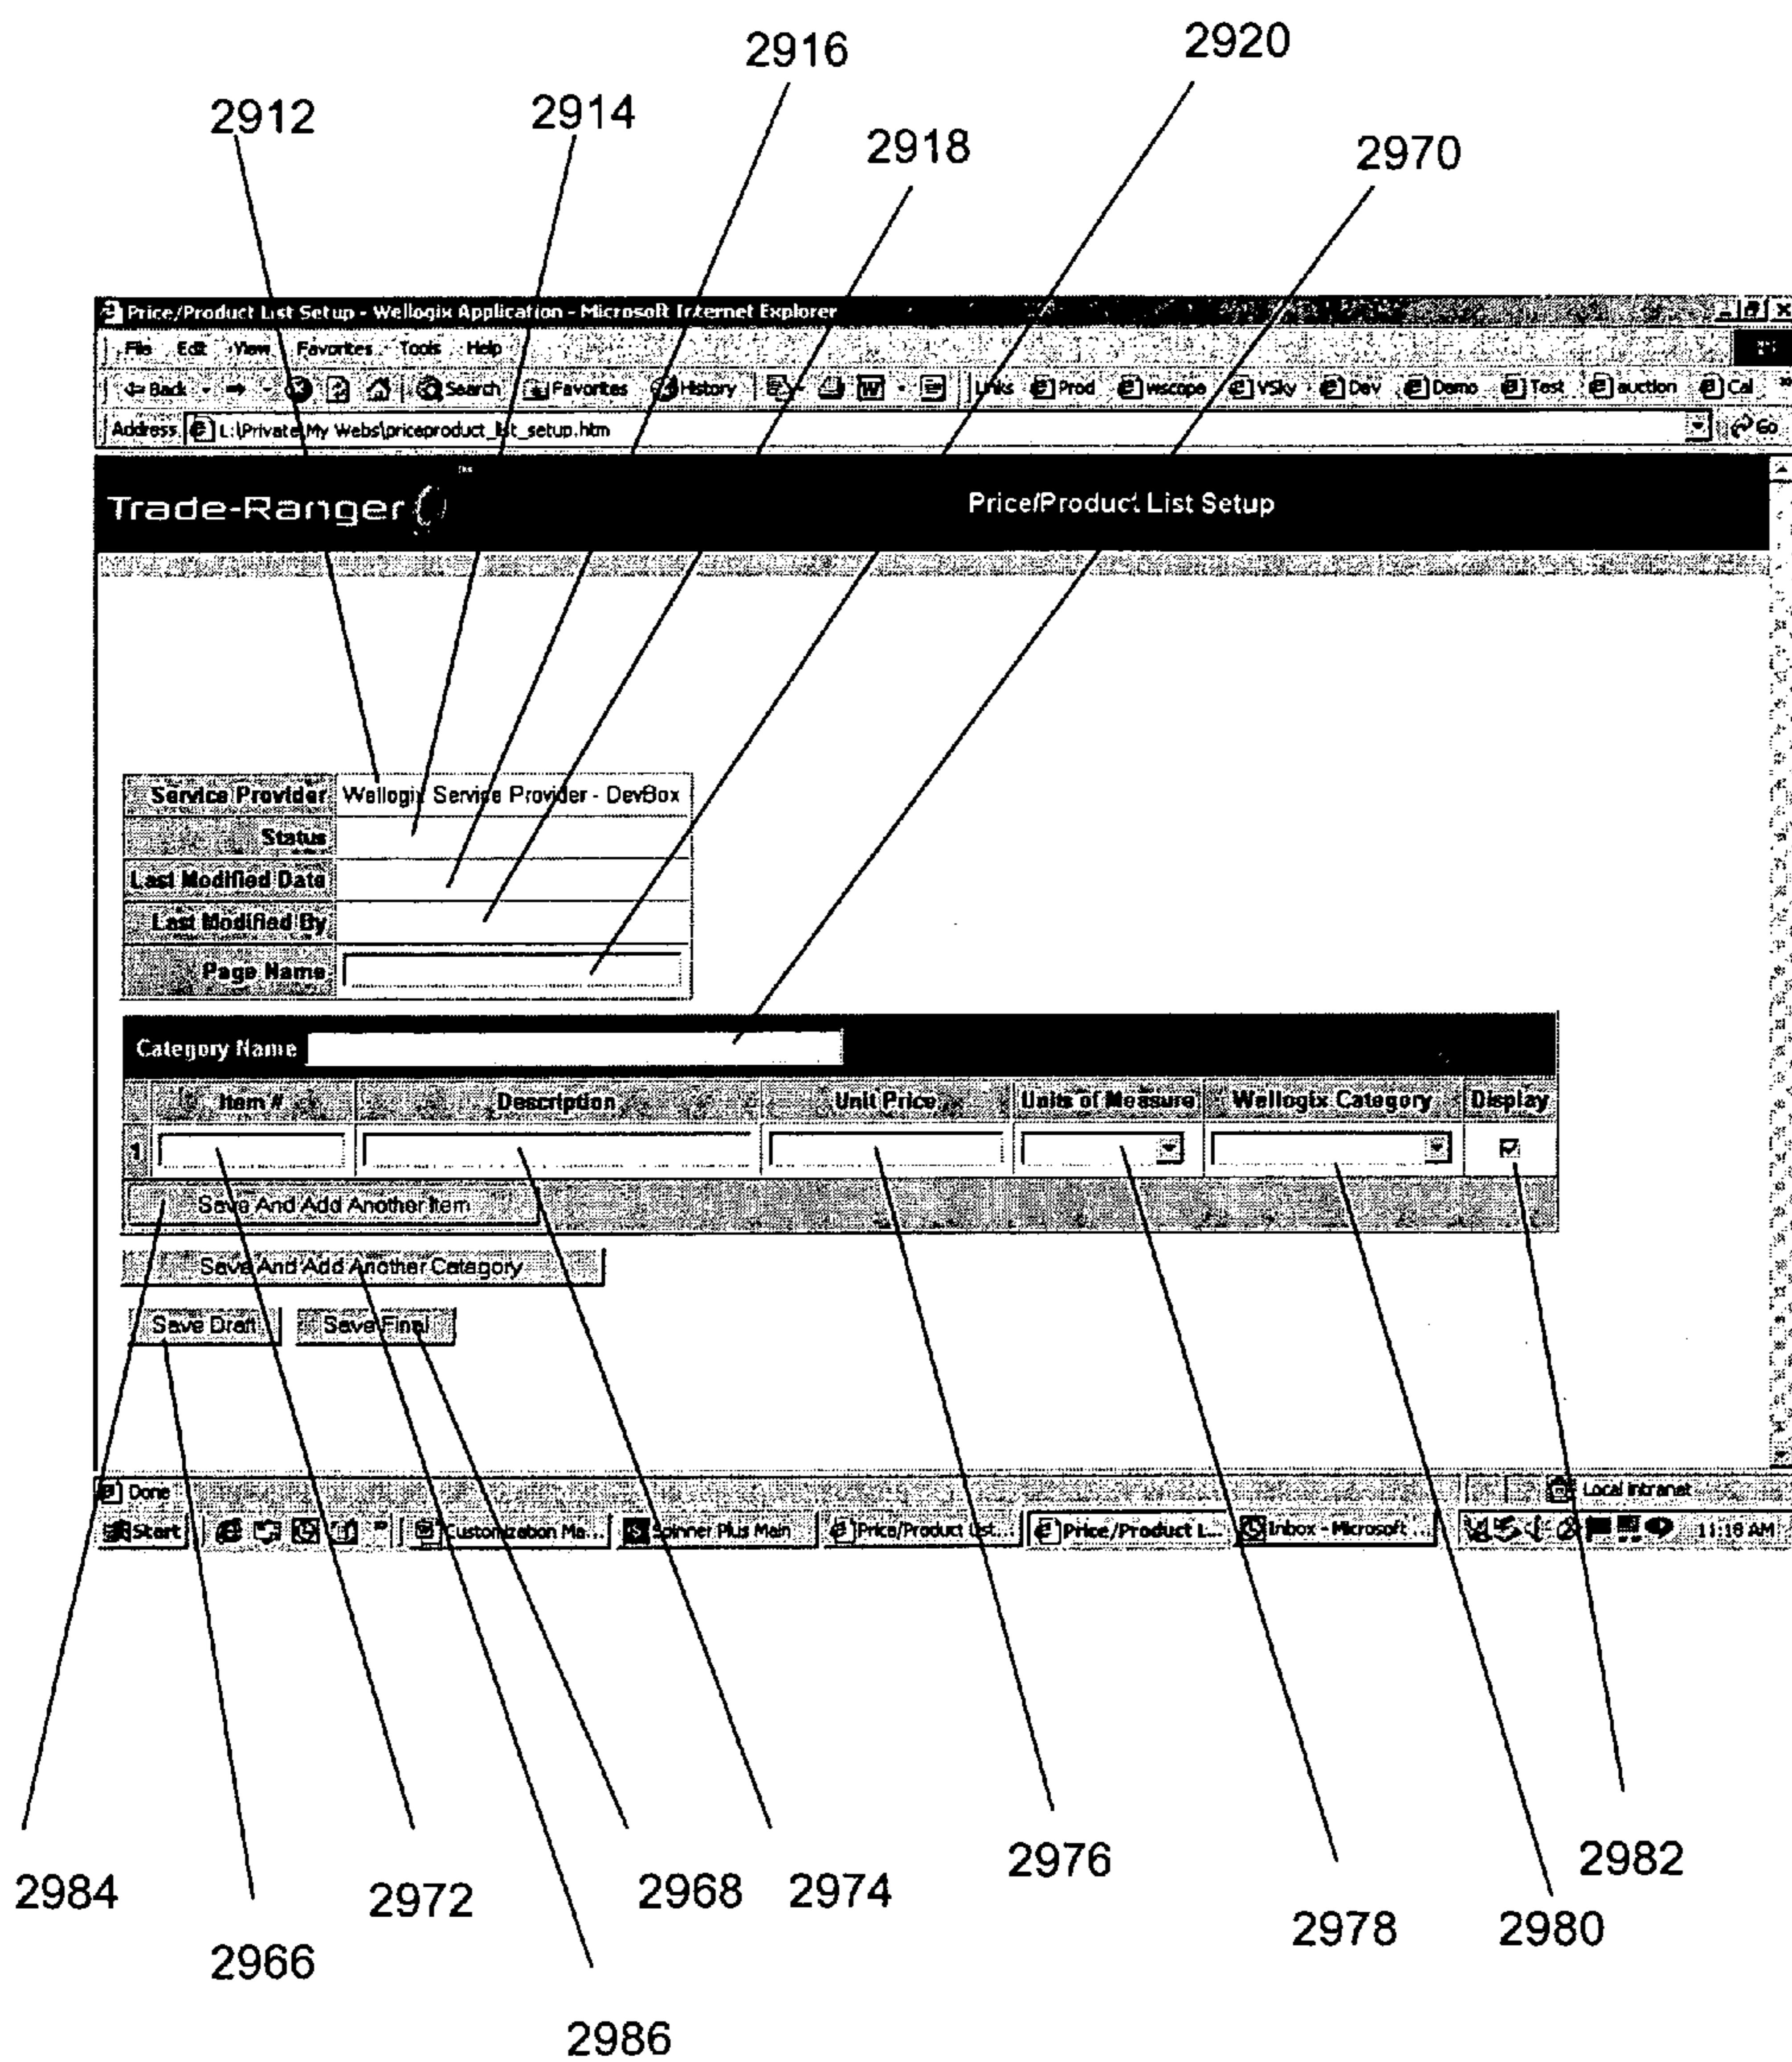 2916
2920
2912
2914
2918
2970
Price/Product List Setup - Wellogix Application - Microsoft Internet Explorer
File Edit View Favorites Tools Help
Back Search Favorites History Links Prod wscope VSky Dev Demo Test auction Cal »
Address L:\Private\My Webs\priceproduct_list_setup.htm Go
Trade-Ranger
Price/Product List Setup
Service Provider Wellogix Service Provider - DevBox
Status
Last Modified Date
Last Modified By
Page Name
Category Name
Item # Description Unit Price Units of Measure Wellogix Category Display
1
Save And Add Another Item
Save And Add Another Category
Save Draft Save Final
Done Local intranet
Start » Customization Ma... Spinner Plus Main Price/Product List... Price/Product L... Inbox - Microsoft ... 11:18 AM
2976
2982
2984
2972
2968
2974
2978
2980
2966
2986